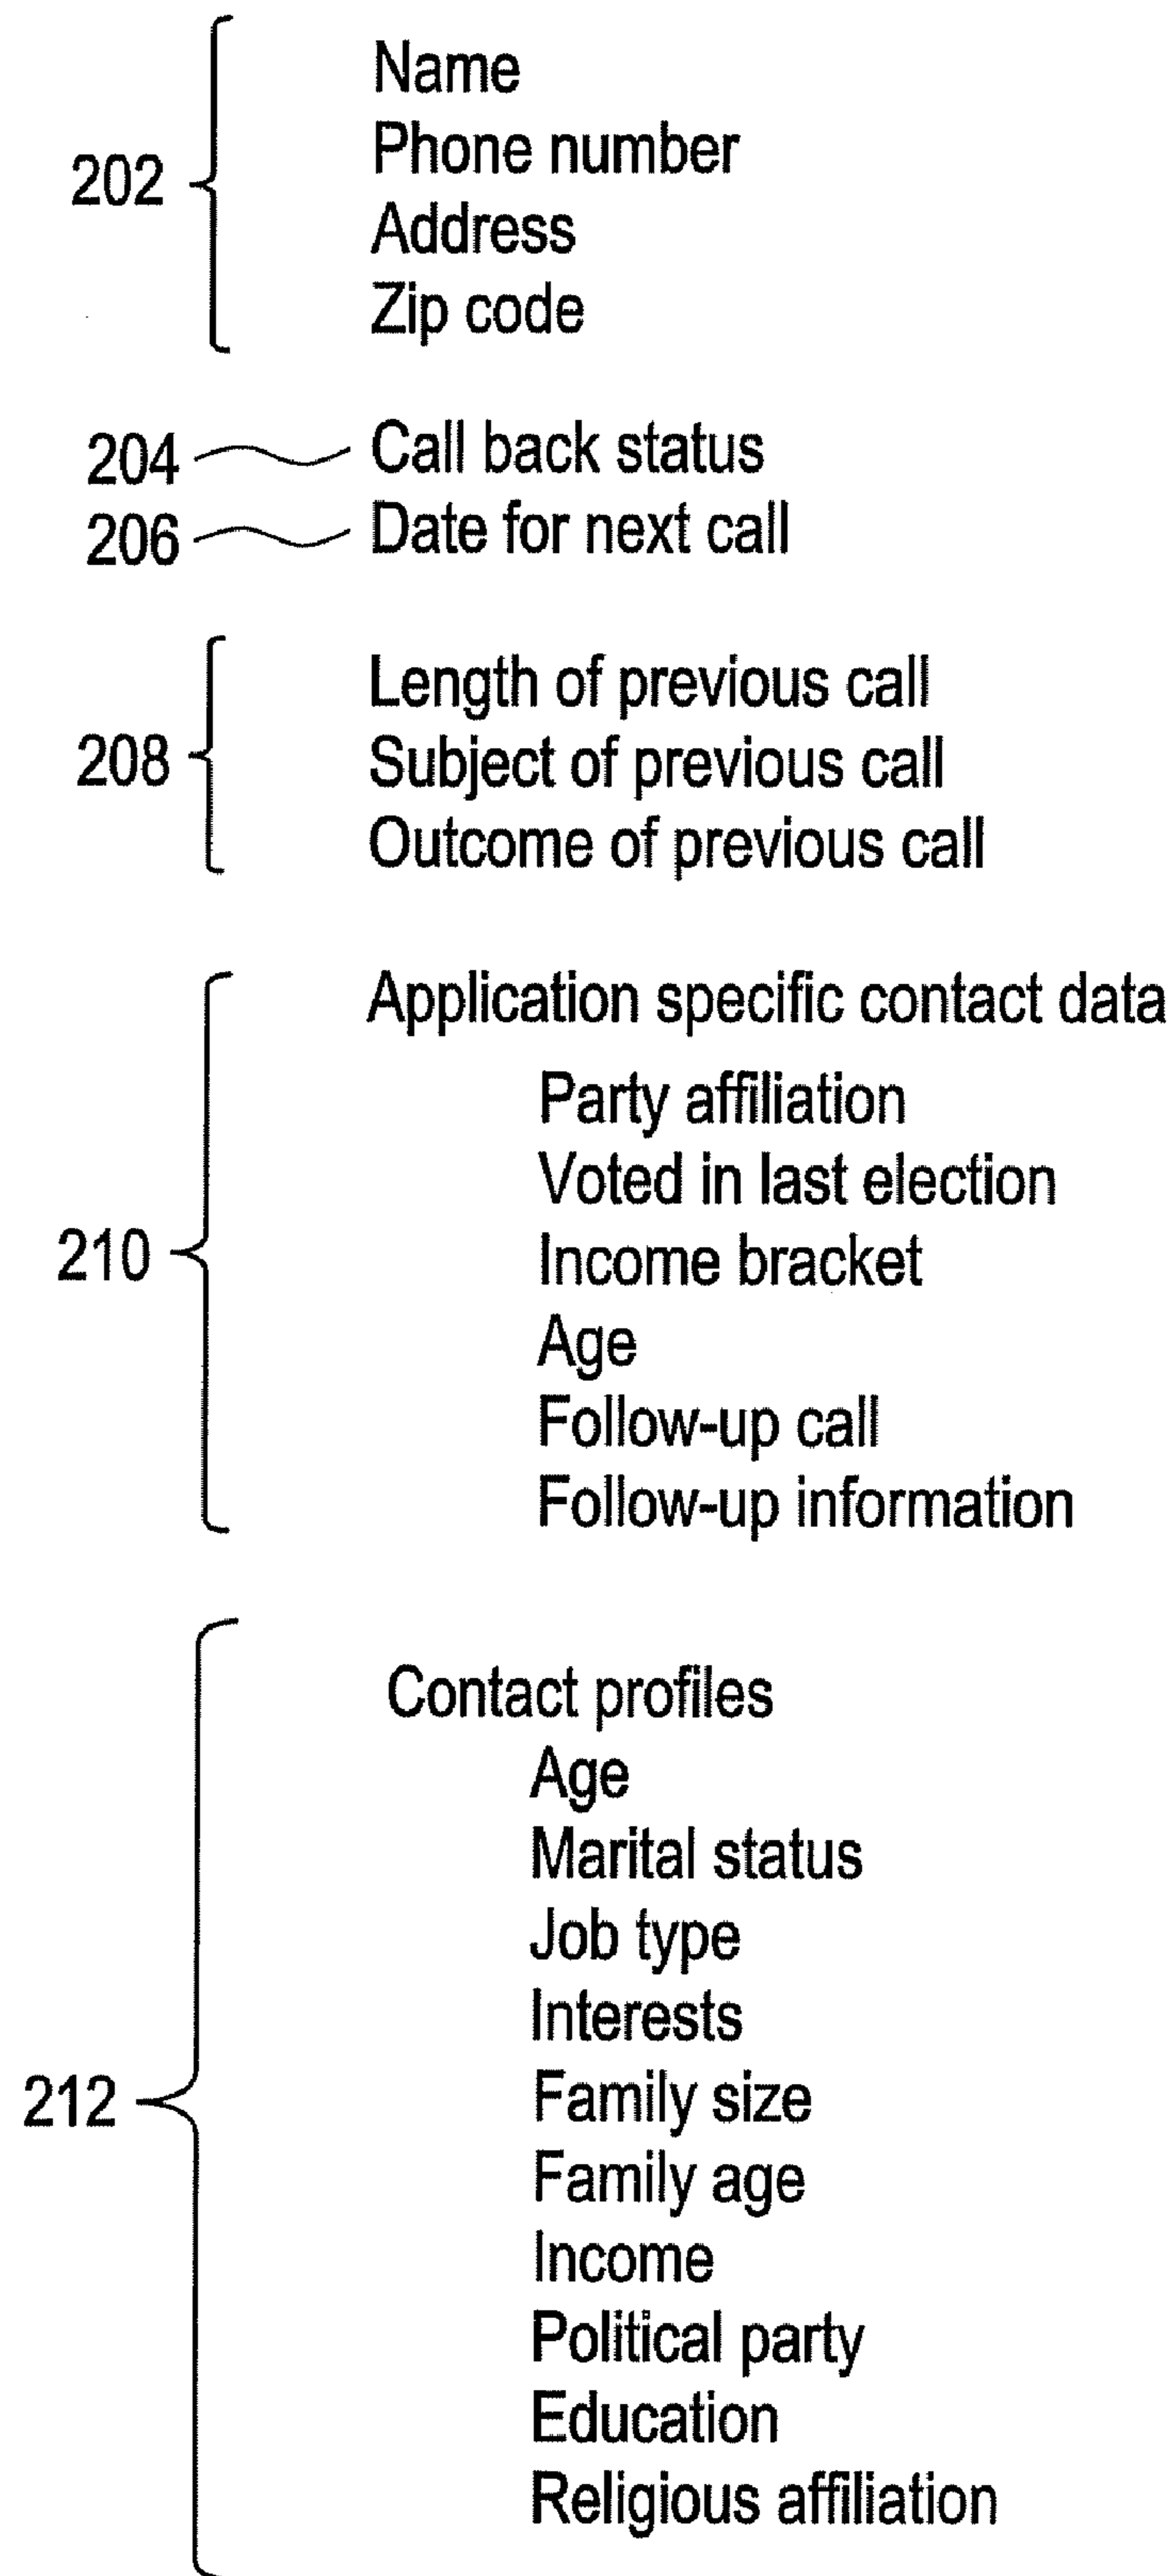 Name
Phone number
202
Address
Zip code
204 Call back status
206 Date for next call
Length of previous call
208 Subject of previous call
Outcome of previous call
Application specific contact data
Party affiliation
Voted in last election
210 Income bracket
Age
Follow-up call
Follow-up information
Contact profiles
Age
Marital status
Job type
Interests
212 Family size
Family age
Income
Political party
Education
Religious affiliation